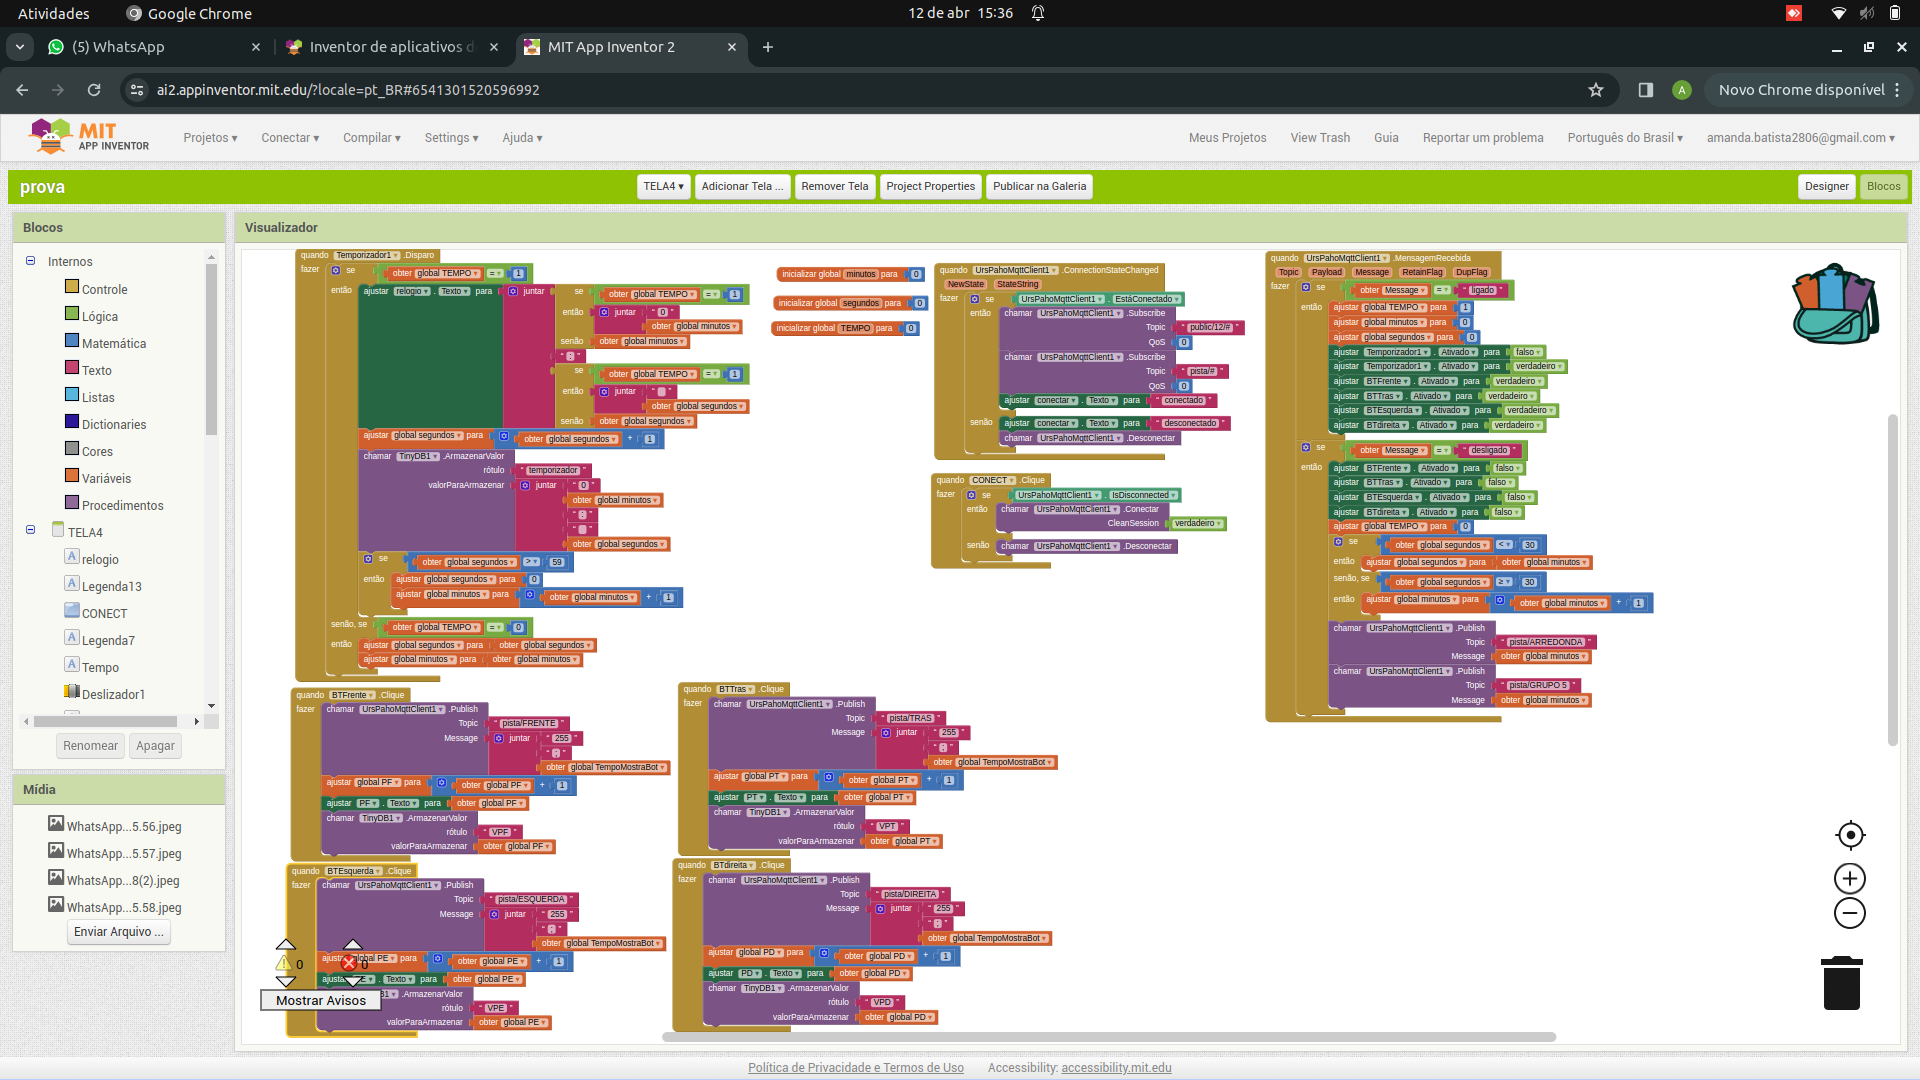 Atividades
Google Chrome
12 de abr 15:36
(5) WhatsApp
Inventor de aplicativos d
MIT App Inventor 2
ai2.appinventor.mit.edu/?locale=pt_BR#6541301520596992
A
Novo Chrome disponível
MIT
APP INVENTOR
Projetos
Conectar
Compilar
Settings
Ajuda
Meus Projetos
View Trash
Guia
Reportar um problema
Português do Brasil
amanda.batista2806@gmail.com
prova
TELA4
Adicionar Tela ...
Remover Tela
Project Properties
Publicar na Galeria
Designer
Blocos
Blocos
Internos
Controle
Lógica
Matemática
Texto
Listas
Dictionaries
Cores
Variáveis
Procedimentos
TELA4
relogio
Legenda13
CONECT
Legenda7
Tempo
Deslizador1
Renomear
Apagar
Mídia
WhatsApp...5.56.jpeg
WhatsApp...5.57.jpeg
WhatsApp...8(2).jpeg
WhatsApp...5.58.jpeg
Enviar Arquivo ...
Visualizador
quando Temporizador1 .Disparo
fazer se obter global TEMPO = 1
então ajustar relogio . Texto para juntar se obter global TEMPO = 1
então juntar " 0 "
obter global minutos
senão obter global minutos
" : "
se obter global TEMPO = 1
então juntar " "
obter global segundos
senão obter global segundos
ajustar global segundos para obter global segundos + 1
chamar TinyDB1 .ArmazenarValor
rótulo " temporizador "
valorParaArmazenar juntar " 0 "
obter global minutos
" : "
" "
obter global segundos
se obter global segundos > 59
então ajustar global segundos para 0
ajustar global minutos para obter global minutos + 1
senão, se obter global TEMPO = 0
então ajustar global segundos para obter global segundos
ajustar global minutos para obter global minutos
inicializar global minutos para 0
inicializar global segundos para 0
inicializar global TEMPO para 0
quando UrsPahoMqttClient1 .ConnectionStateChanged
NewState StateString
fazer se UrsPahoMqttClient1 . EstáConectado
então chamar UrsPahoMqttClient1 .Subscribe
Topic " public/12/# "
QoS 0
chamar UrsPahoMqttClient1 .Subscribe
Topic " pista/# "
QoS 0
ajustar conectar . Texto para " conectado "
senão ajustar conectar . Texto para " desconectado "
chamar UrsPahoMqttClient1 .Desconectar
quando CONECT .Clique
fazer se UrsPahoMqttClient1 . IsDisconnected
então chamar UrsPahoMqttClient1 .Conectar
CleanSession verdadeiro
senão chamar UrsPahoMqttClient1 .Desconectar
quando UrsPahoMqttClient1 .MensagemRecebida
Topic Payload Message RetainFlag DupFlag
fazer se obter Message = " ligado "
então ajustar global TEMPO para 1
ajustar global minutos para 0
ajustar global segundos para 0
ajustar Temporizador1 . Ativado para falso
ajustar Temporizador1 . Ativado para verdadeiro
ajustar BTFrente . Ativado para verdadeiro
ajustar BTTras . Ativado para verdadeiro
ajustar BTEsquerda . Ativado para verdadeiro
ajustar BTdireita . Ativado para verdadeiro
se obter Message = " desligado "
então ajustar BTFrente . Ativado para falso
ajustar BTTras . Ativado para falso
ajustar BTEsquerda . Ativado para falso
ajustar BTdireita . Ativado para falso
ajustar global TEMPO para 0
se obter global segundos < 30
então ajustar global segundos para obter global minutos
senão, se obter global segundos ≥ 30
então ajustar global minutos para obter global minutos + 1
chamar UrsPahoMqttClient1 .Publish
Topic " pista/ARREDONDA "
Message obter global minutos
chamar UrsPahoMqttClient1 .Publish
Topic " pista/GRUPO 5 "
Message obter global minutos
quando BTFrente .Clique
fazer chamar UrsPahoMqttClient1 .Publish
Topic " pista/FRENTE "
Message juntar " 255 "
" ; "
obter global TempoMostraBot
ajustar global PF para obter global PF + 1
ajustar PF . Texto para obter global PF
chamar TinyDB1 .ArmazenarValor
rótulo " VPF "
valorParaArmazenar obter global PF
quando BTTras .Clique
fazer chamar UrsPahoMqttClient1 .Publish
Topic " pista/TRAS "
Message juntar " 255 "
" ; "
obter global TempoMostraBot
ajustar global PT para obter global PT + 1
ajustar PT . Texto para obter global PT
chamar TinyDB1 .ArmazenarValor
rótulo " VPT "
valorParaArmazenar obter global PT
quando BTEsquerda .Clique
fazer chamar UrsPahoMqttClient1 .Publish
Topic " pista/ESQUERDA "
Message juntar " 255 "
" ; "
obter global TempoMostraBot
global PE para obter global PE + 1
Texto para obter global PE
.ArmazenarValor
rótulo " VPE "
valorParaArmazenar obter global PE
0
0
Mostrar Avisos
quando BTdireita .Clique
fazer chamar UrsPahoMqttClient1 .Publish
Topic " pista/DIREITA "
Message juntar " 255 "
" ; "
obter global TempoMostraBot
ajustar global PD para obter global PD + 1
ajustar PD . Texto para obter global PD
chamar TinyDB1 .ArmazenarValor
rótulo " VPD "
valorParaArmazenar obter global PD
Política de Privacidade e Termos de Uso
Accessibility: accessibility.mit.edu